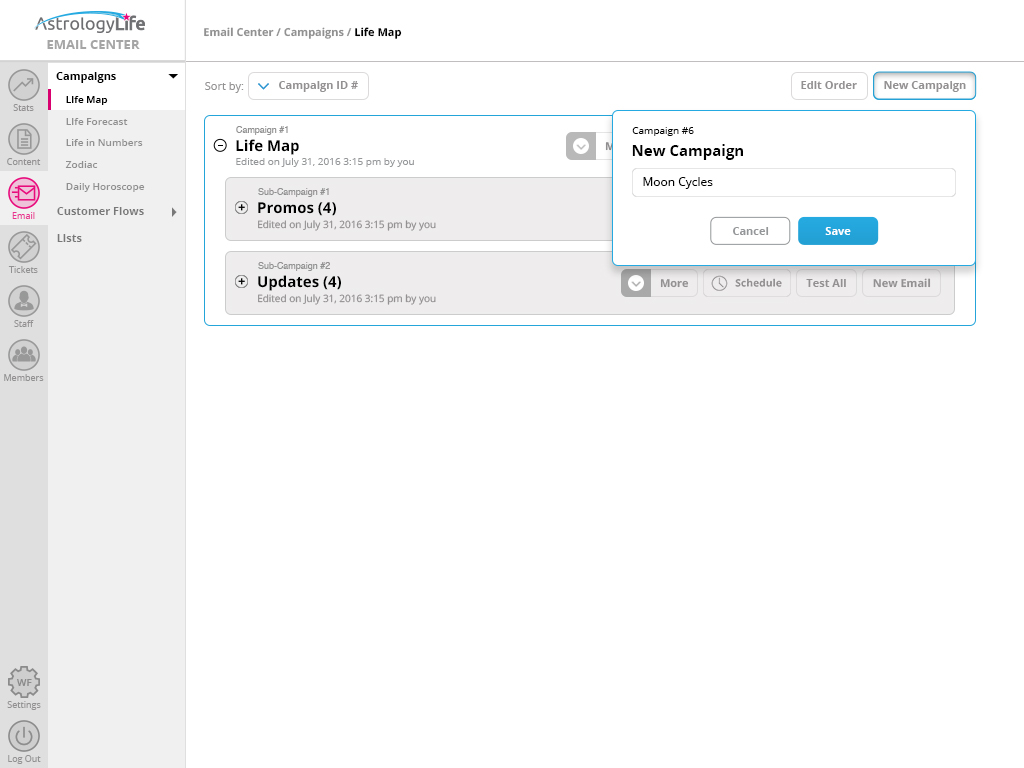 AstrologyLife
EMAIL CENTER
Email Center / Campaigns / Life Map
Stats
Content
Email
Tickets
Staff
Members
WF
Settings
Log Out
Campaigns
LIfe Map
LIfe Forecast
Life in Numbers
Zodiac
Daily Horoscope
Customer Flows
LIsts
Sort by: Campaign ID #
EdIt Order
New Campaign
Campaign #1
Life Map
Edited on July 31, 2016 3:15 pm by you
Sub-Campaign #1
Promos (4)
Edited on July 31, 2016 3:15 pm by you
Sub-Campaign #2
Updates (4)
Edited on July 31, 2016 3:15 pm by you
More
Schedule
Test All
New Email
Campaign #6
New Campaign
Moon Cycles
Cancel
Save